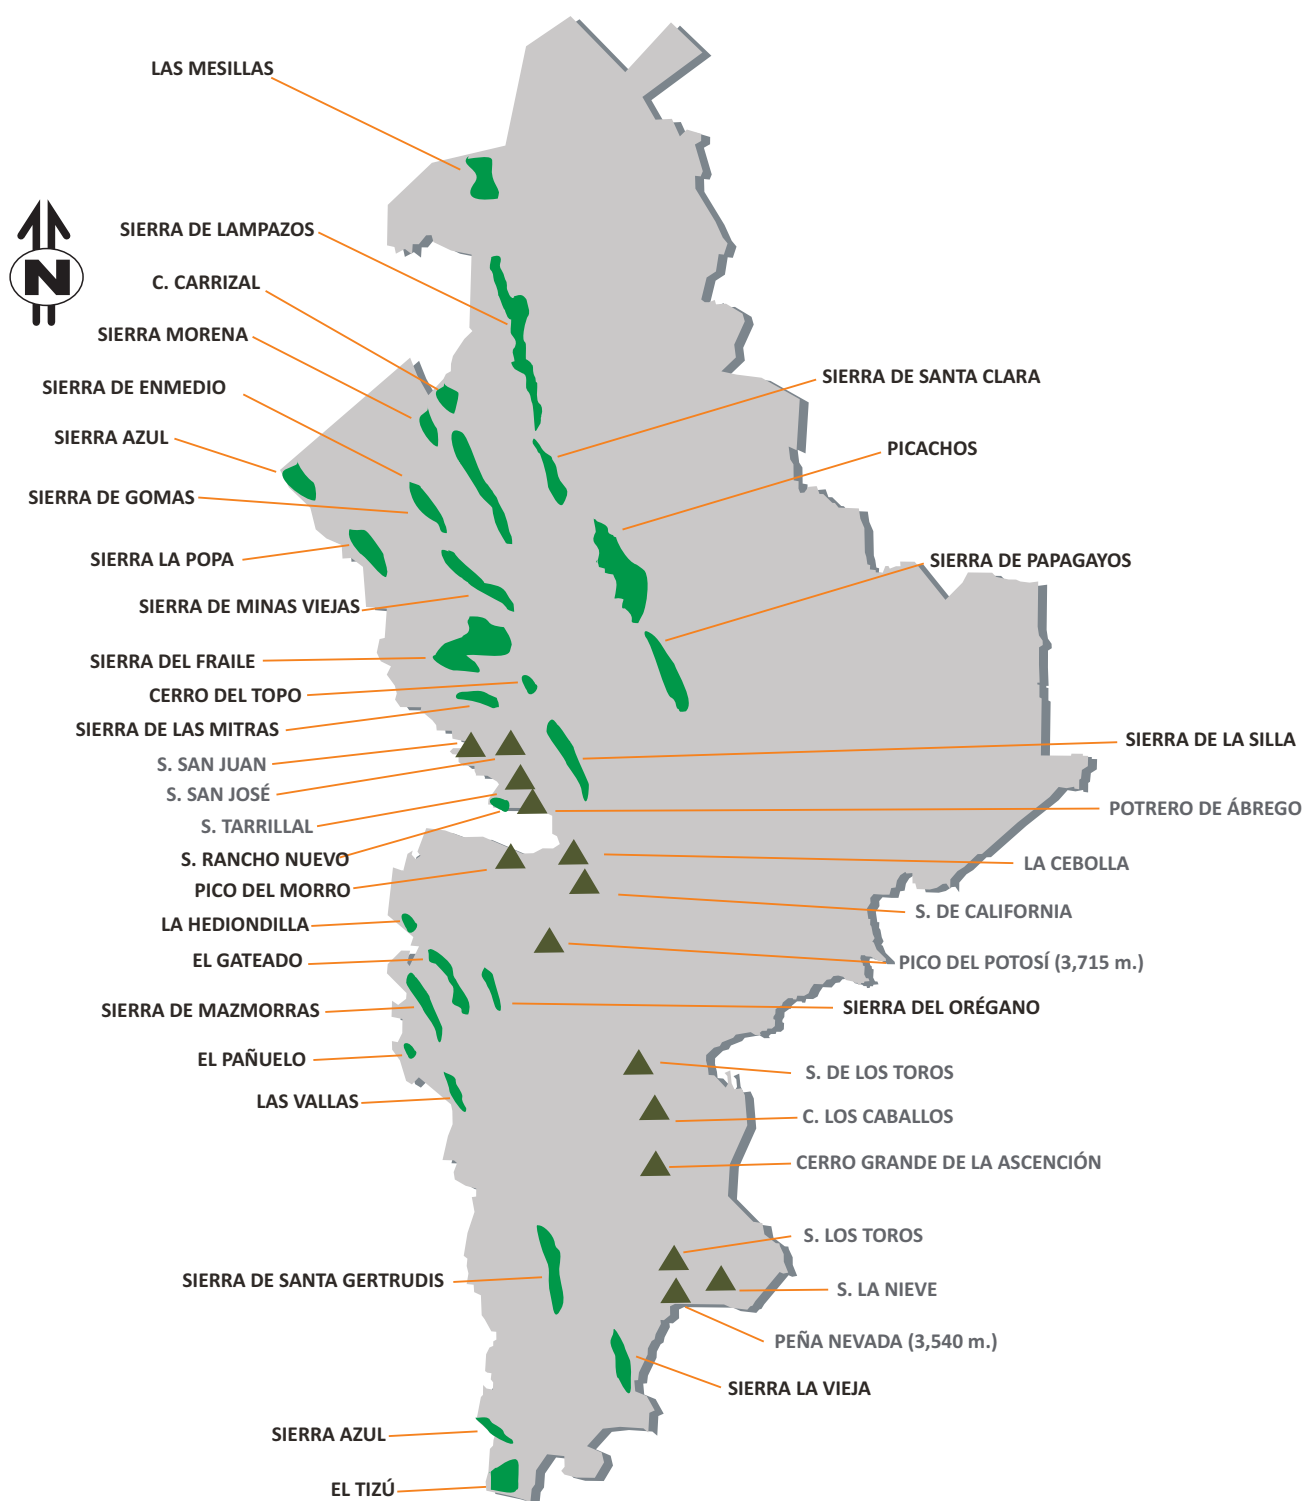 LAS MESILLAS
SIERRA DE LAMPAZOS
N
C. CARRIZAL
SIERRA MORENA
SIERRA DE ENMEDIO
SIERRA AZUL
SIERRA DE GOMAS
SIERRA LA POPA
SIERRA DE MINAS VIEJAS
SIERRA DEL FRAILE
CERRO DEL TOPO
SIERRA DE LAS MITRAS
S. SAN JUAN
S. SAN JOSÉ
S. TARRILLAL
S. RANCHO NUEVO
PICO DEL MORRO
LA HEDIONDILLA
EL GATEADO
SIERRA DE MAZMORRAS
EL PAÑUELO
LAS VALLAS
SIERRA DE SANTA GERTRUDIS
SIERRA AZUL
EL TIZÚ
SIERRA DE SANTA CLARA
PICACHOS
SIERRA DE PAPAGAYOS
SIERRA DE LA SILLA
POTRERO DE ÁBREGO
LA CEBOLLA
S. DE CALIFORNIA
PICO DEL POTOSÍ (3,715 m.)
SIERRA DEL ORÉGANO
S. DE LOS TOROS
C. LOS CABALLOS
CERRO GRANDE DE LA ASCENCIÓN
S. LOS TOROS
S. LA NIEVE
PEÑA NEVADA (3,540 m.)
SIERRA LA VIEJA